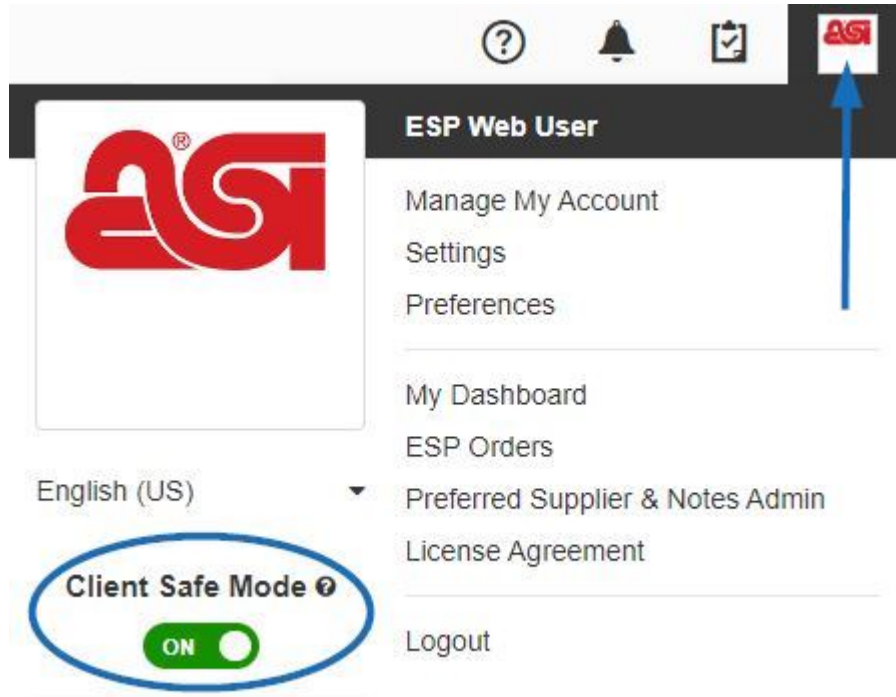 asi
ESP Web User
®
asi
Manage My Account
Settings
Preferences
My Dashboard
ESP Orders
English (US)
Preferred Supplier & Notes Admin
License Agreement
Client Safe Mode
ON
Logout